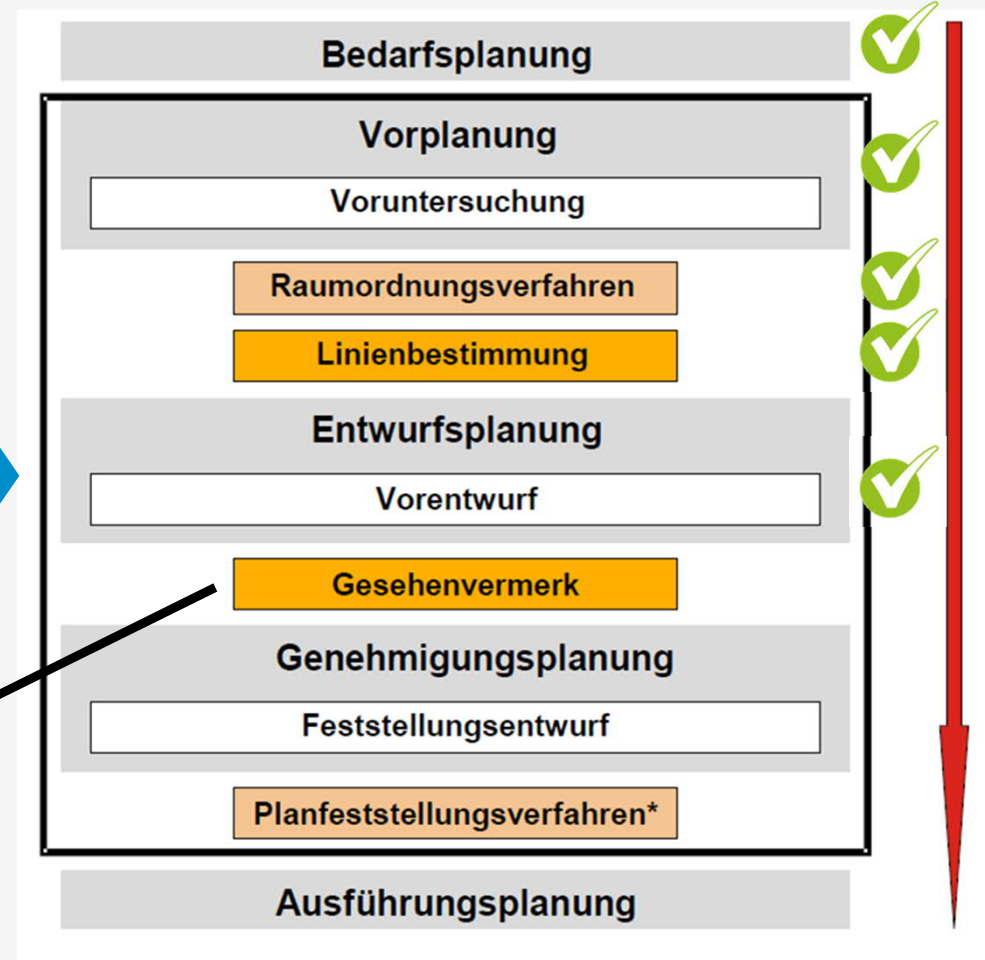 Bedarfsplanung
Vorplanung
Voruntersuchung
Raumordnungsverfahren
Linienbestimmung
Entwurfsplanung
Vorentwurf
Gesehenvermerk
Genehmigungsplanung
Feststellungsentwurf
Planfeststellungsverfahren*
Ausführungsplanung